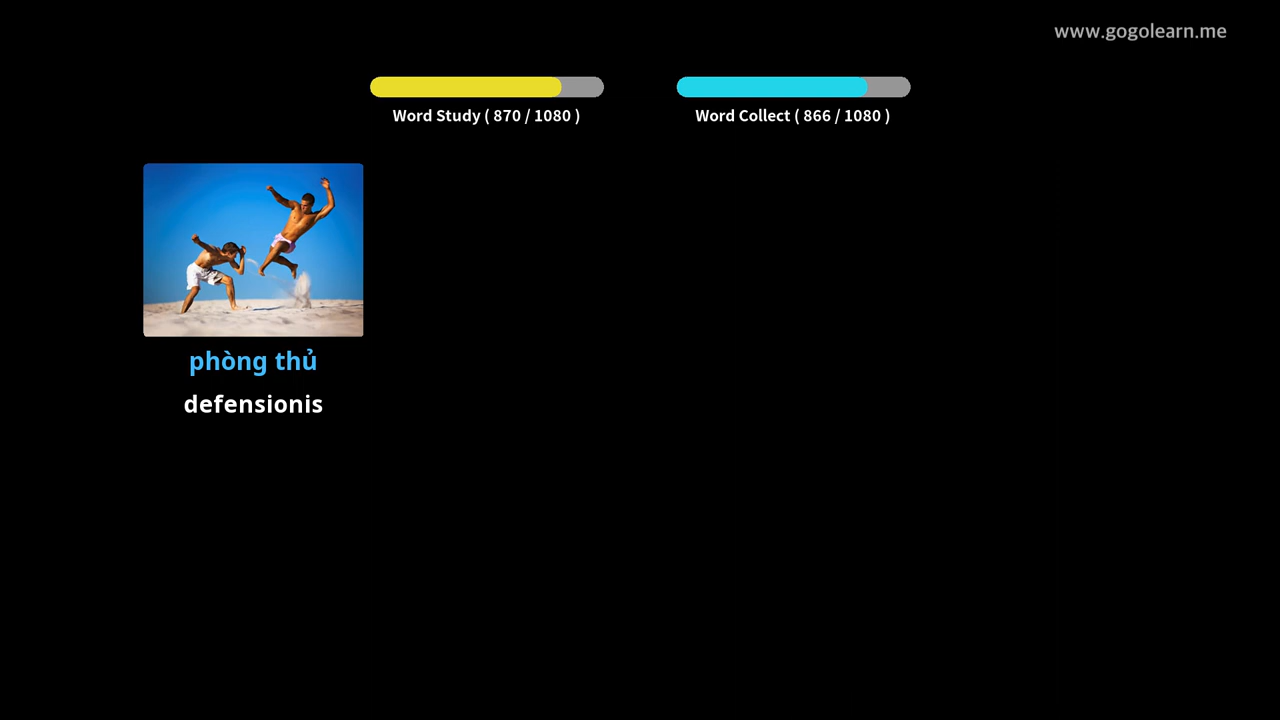 www.gogolearn.me
Word Study ( 870 / 1080 )
Word Collect ( 866 / 1080 )
phòng thủ
defensionis